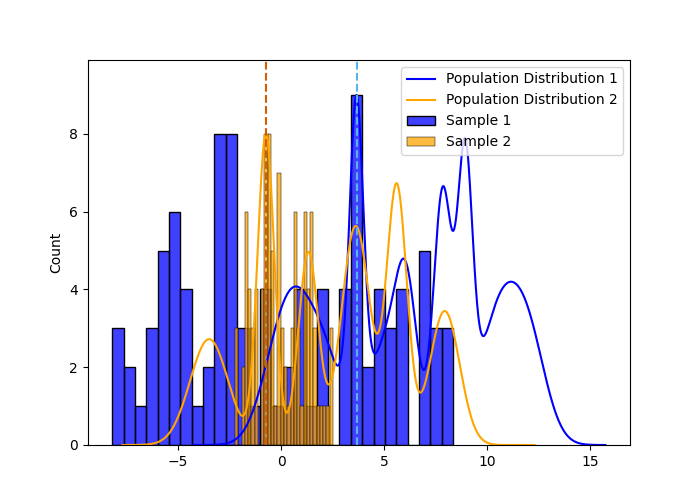 Population Distribution 1
Population Distribution 2
Sample 1
Sample 2
Count
8
6
4
2
0
−5
0
5
10
15